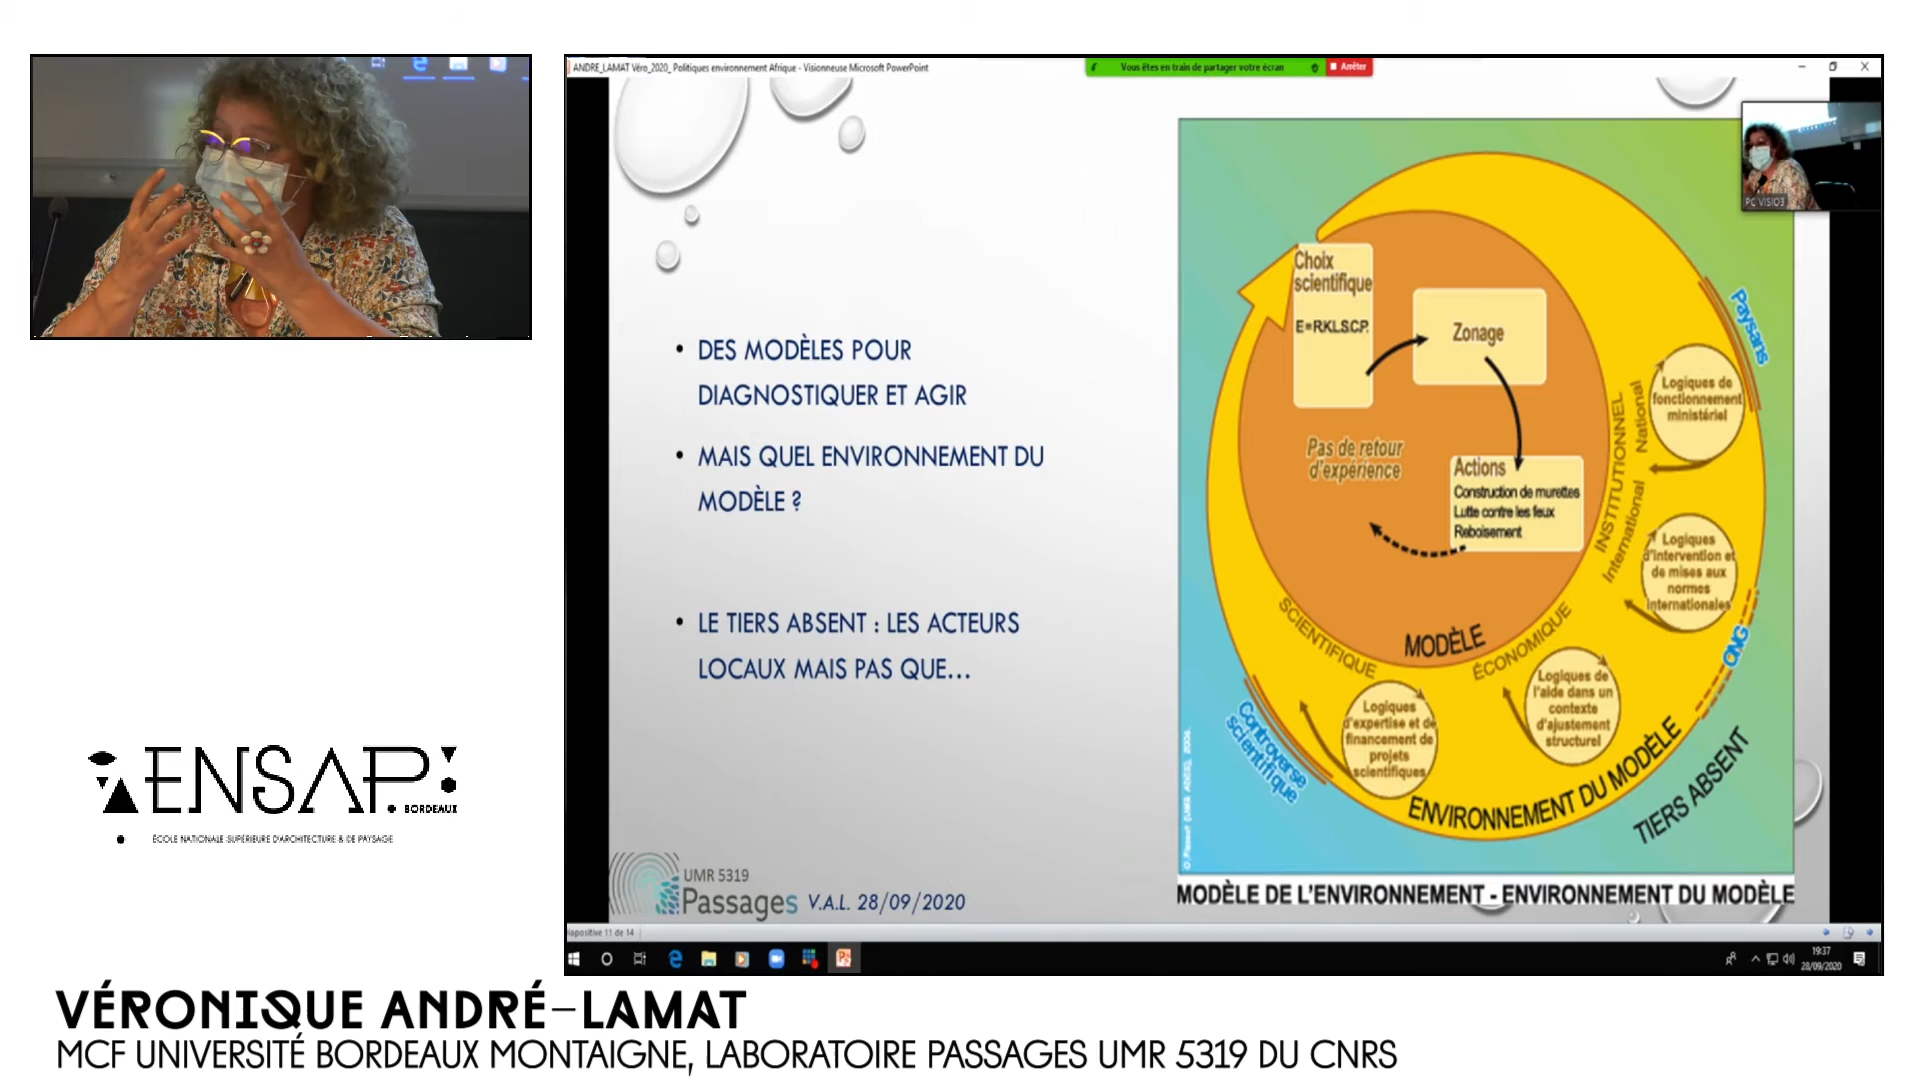 ANDRE_LAMAT Véro_2020_ Politiques environnement Afrique - Visionneuse Microsoft PowerPoint
Vous êtes en train de partager votre écran
Arrêter
PC VISIO3
• DES MODÈLES POUR
DIAGNOSTIQUER ET AGIR
• MAIS QUEL ENVIRONNEMENT DU
MODÈLE ?
• LE TIERS ABSENT : LES ACTEURS
LOCAUX MAIS PAS QUE...
UMR 5319
Passages
V.A.L. 28/09/2020
Choix
scientifique
E=RKLSCP.
Zonage
Pas de retour
d'expérience
Actions
Construction de murettes
Lutte contre les feux
Reboisement
MODÈLE
SCIENTIFIQUE
ÉCONOMIQUE
INSTITUTIONNEL
International
National
Paysans
Logiques de
fonctionnement
ministériel
Logiques
d'intervention et
de mises aux
normes
internationales
ONG
Logiques de
l'aide dans un
contexte
d'ajustement
structurel
Logiques
d'expertise et de
financement de
projets
scientifiques
Controverse
scientifique
ENVIRONNEMENT DU MODÈLE
TIERS ABSENT
MODÈLE DE L'ENVIRONNEMENT - ENVIRONNEMENT DU MODÈLE
iapositive 11 de 14
19:37
28/09/2020
ENSAP
BORDEAUX
ÉCOLE NATIONALE SUPÉRIEURE D'ARCHITECTURE & DE PAYSAGE
VÉRONIQUE ANDRÉ-LAMAT
MCF UNIVERSITÉ BORDEAUX MONTAIGNE, LABORATOIRE PASSAGES UMR 5319 DU CNRS